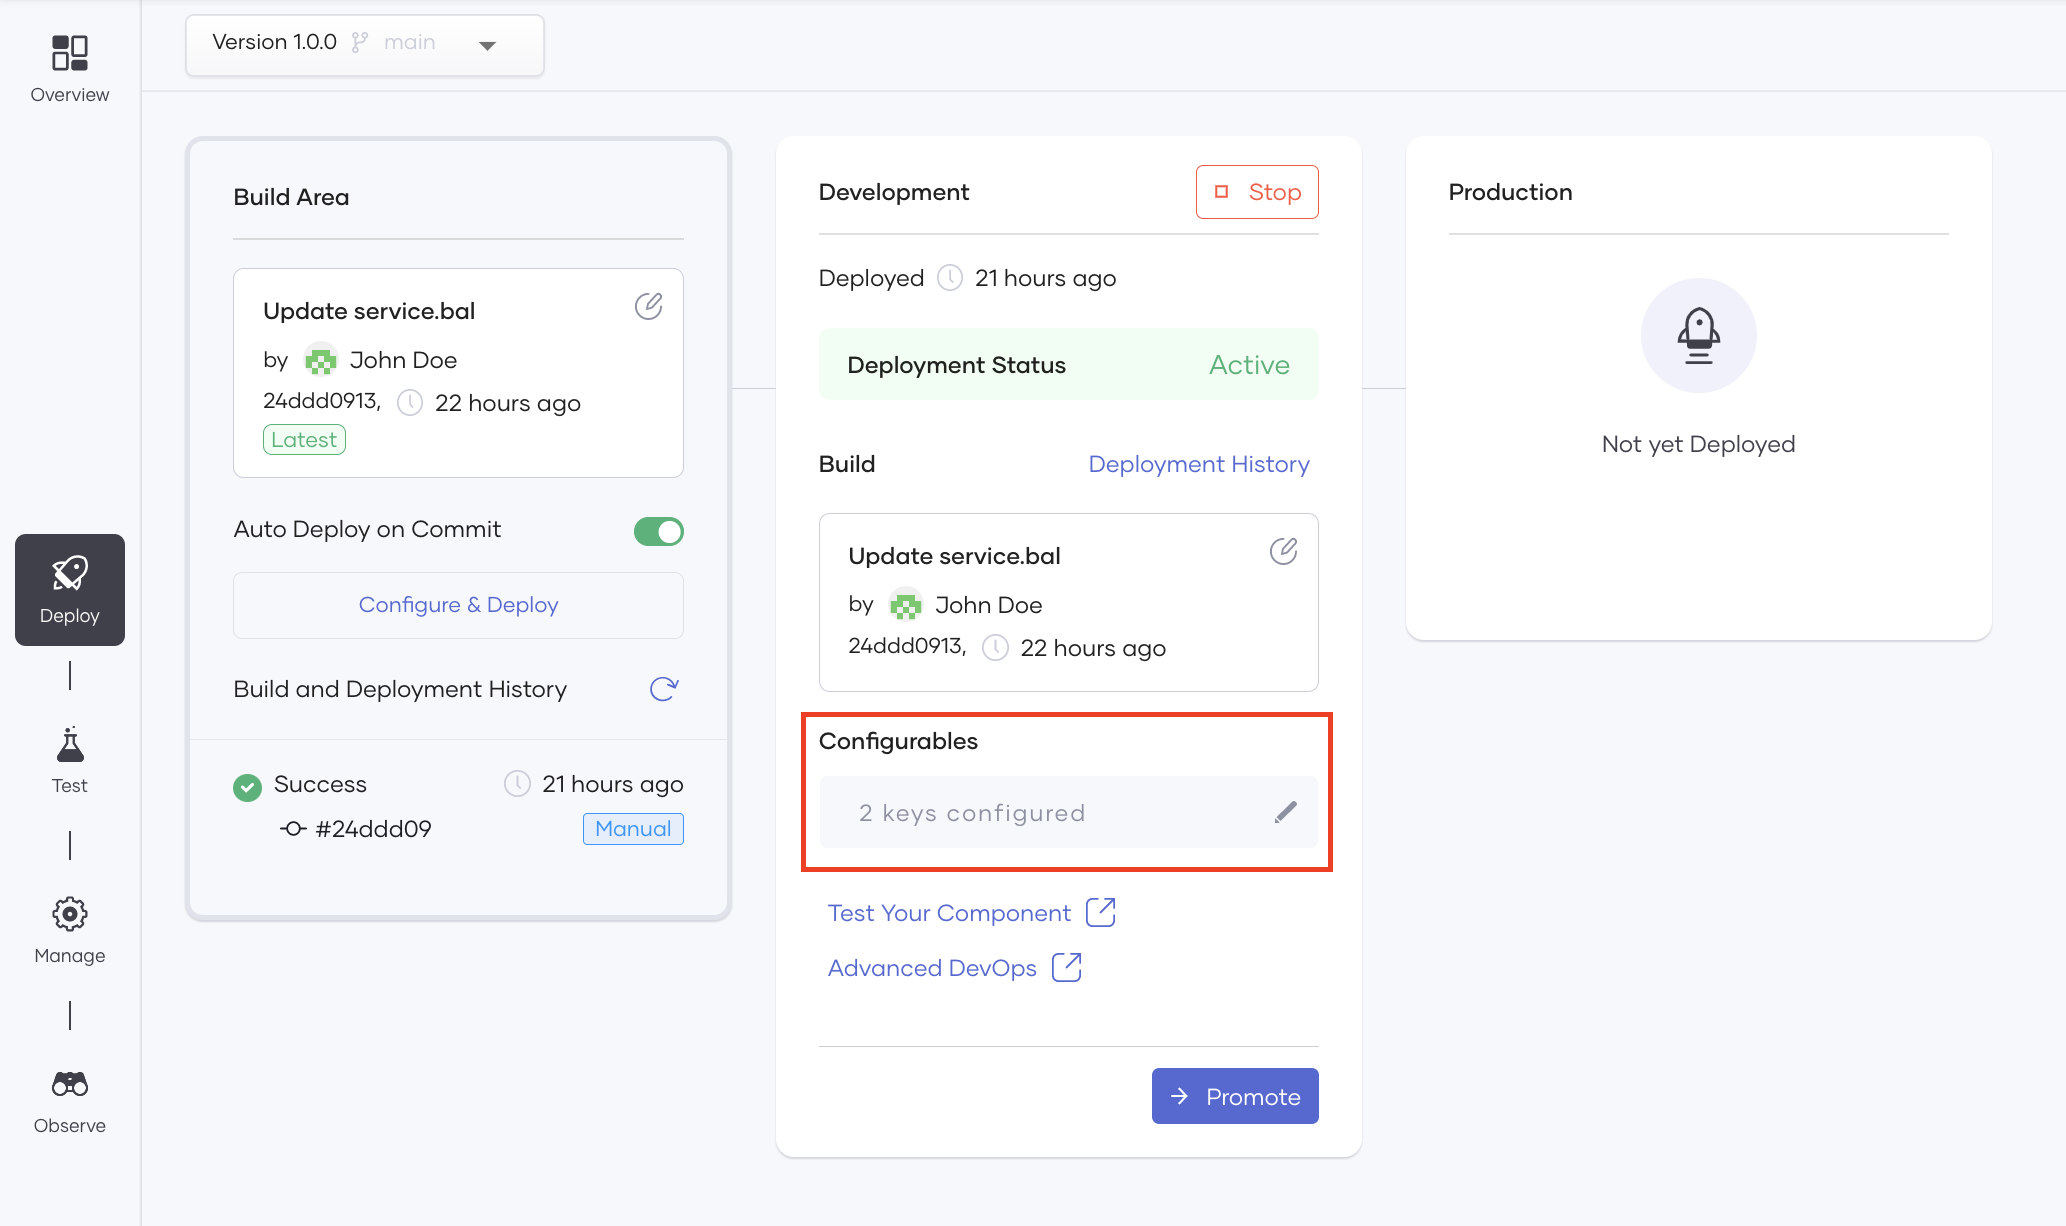 Version 1.0.0 main
Overview
Deploy
Test
Manage
Observe
Build Area
Update service.bal
by John Doe
24ddd0913, 22 hours ago
Latest
Auto Deploy on Commit
Configure & Deploy
Build and Deployment History
Success 21 hours ago
#24ddd09 Manual
Development Stop
Deployed 21 hours ago
Deployment Status Active
Build Deployment History
Update service.bal
by John Doe
24ddd0913, 22 hours ago
Configurables
2 keys configured
Test Your Component
Advanced DevOps
Promote
Production
Not yet Deployed